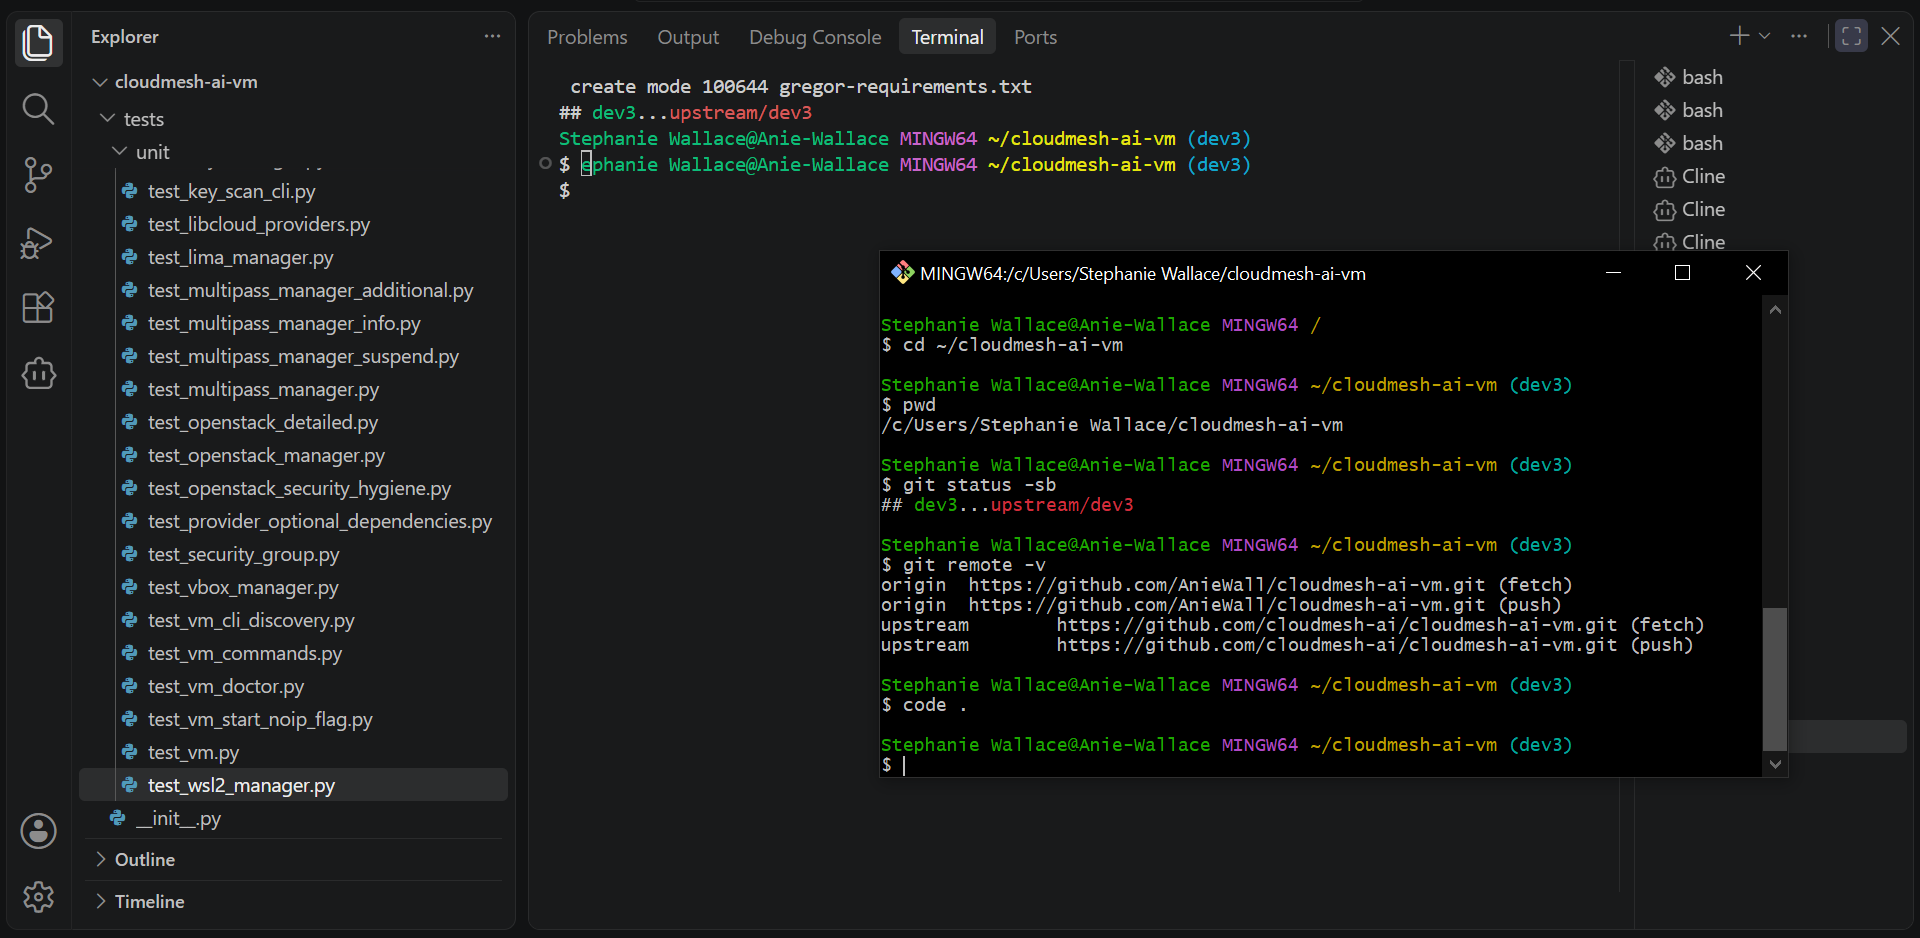 Explorer
cloudmesh-ai-vm
tests
unit
test_key_scan_cli.py
test_libcloud_providers.py
test_lima_manager.py
test_multipass_manager_additional.py
test_multipass_manager_info.py
test_multipass_manager_suspend.py
test_multipass_manager.py
test_openstack_detailed.py
test_openstack_manager.py
test_openstack_security_hygiene.py
test_provider_optional_dependencies.py
test_security_group.py
test_vbox_manager.py
test_vm_cli_discovery.py
test_vm_commands.py
test_vm_doctor.py
test_vm_start_noip_flag.py
test_vm.py
test_wsl2_manager.py
__init__.py
Outline
Timeline
Problems Output Debug Console Terminal Ports
create mode 100644 gregor-requirements.txt
## dev3...upstream/dev3
Stephanie Wallace@Anie-Wallace MINGW64 ~/cloudmesh-ai-vm (dev3)
$ ephanie Wallace@Anie-Wallace MINGW64 ~/cloudmesh-ai-vm (dev3)
$
bash
bash
bash
Cline
Cline
Cline
MINGW64:/c/Users/Stephanie Wallace/cloudmesh-ai-vm
Stephanie Wallace@Anie-Wallace MINGW64 /
$ cd ~/cloudmesh-ai-vm
Stephanie Wallace@Anie-Wallace MINGW64 ~/cloudmesh-ai-vm (dev3)
$ pwd
/c/Users/Stephanie Wallace/cloudmesh-ai-vm
Stephanie Wallace@Anie-Wallace MINGW64 ~/cloudmesh-ai-vm (dev3)
$ git status -sb
## dev3...upstream/dev3
Stephanie Wallace@Anie-Wallace MINGW64 ~/cloudmesh-ai-vm (dev3)
$ git remote -v
origin https://github.com/AnieWall/cloudmesh-ai-vm.git (fetch)
origin https://github.com/AnieWall/cloudmesh-ai-vm.git (push)
upstream https://github.com/cloudmesh-ai/cloudmesh-ai-vm.git (fetch)
upstream https://github.com/cloudmesh-ai/cloudmesh-ai-vm.git (push)
Stephanie Wallace@Anie-Wallace MINGW64 ~/cloudmesh-ai-vm (dev3)
$ code .
Stephanie Wallace@Anie-Wallace MINGW64 ~/cloudmesh-ai-vm (dev3)
$